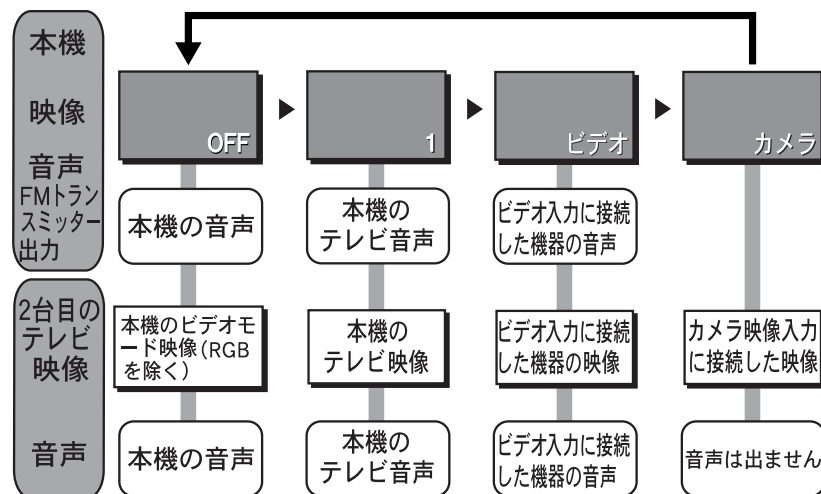 本機
映像
音声
FMトラン
スミッター
出力
OFF
1
ビデオ
カメラ
本機の音声
本機の
テレビ音声
ビデオ入力に接続
した機器の音声
2台目の
テレビ
映像
音声
本機のビデオモ
ード映像(RGB
を除く)
本機の
テレビ映像
ビデオ入力に接続
した機器の映像
カメラ映像入力
に接続した映像
本機の音声
本機の
テレビ音声
ビデオ入力に接続
した機器の音声
音声は出ません